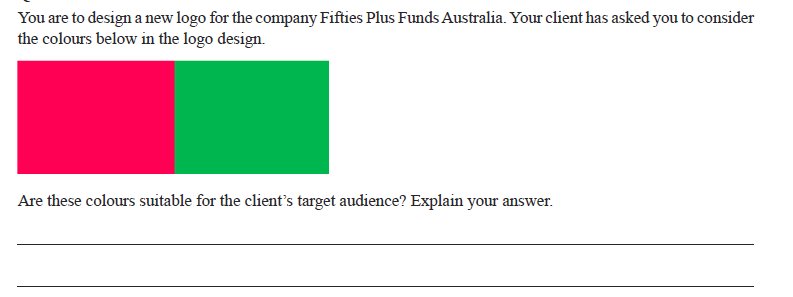 You are to design a new logo for the company Fifties Plus Funds Australia. Your client has asked you to consider
the colours below in the logo design.
Are these colours suitable for the client's target audience? Explain your answer.